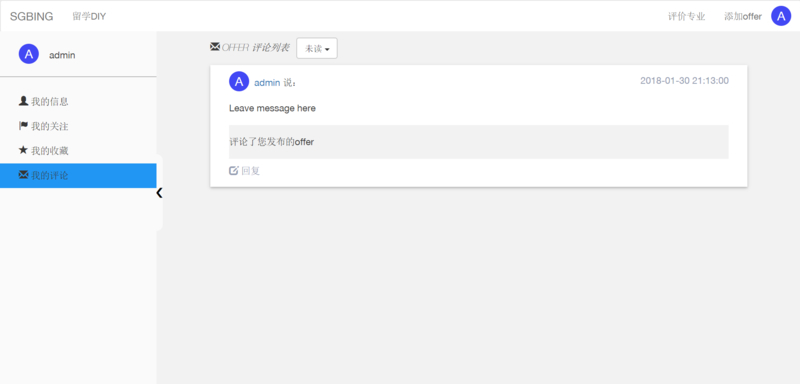 SGBING 留学DIY 评价专业 添加offer A
A admin
我的信息
我的关注
我的收藏
我的评论
OFFER 评论列表 未读
A admin 说： 2018-01-30 21:13:00
Leave message here
评论了您发布的offer
回复